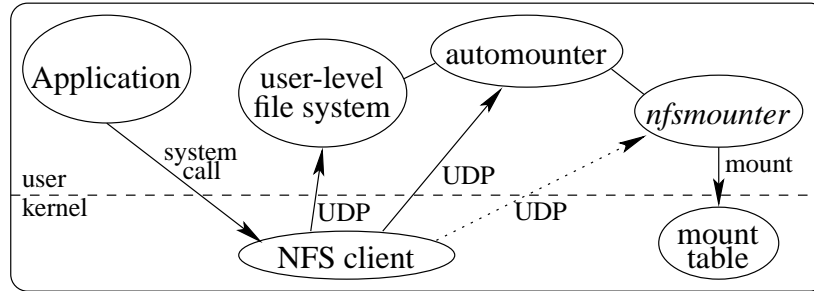 Application
user-level
file system
automounter
nfsmounter
system
call
UDP
mount
user
kernel
UDP
UDP
NFS client
mount
table